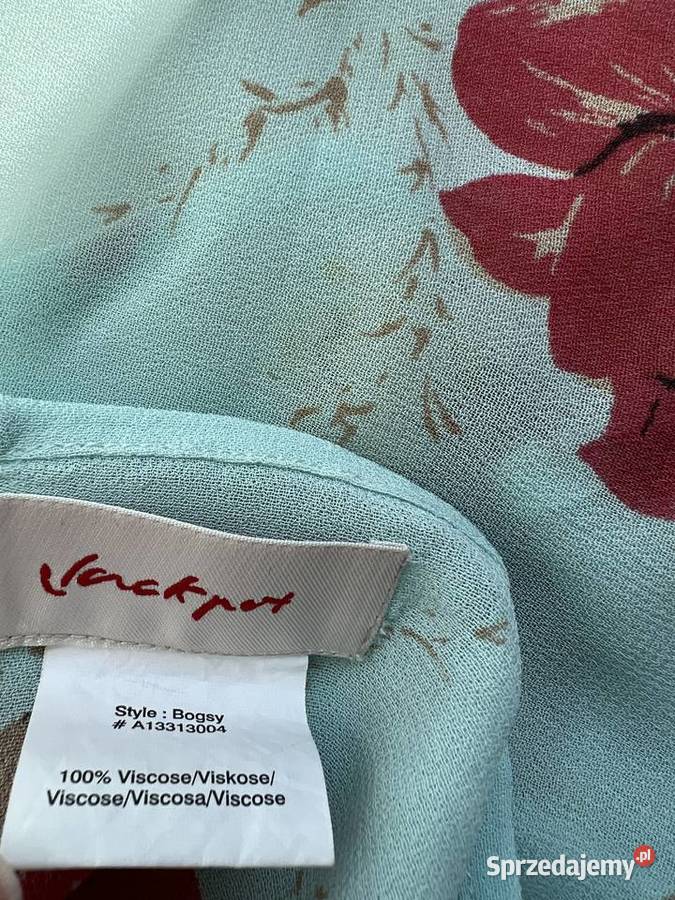 Jackpot
Style : Bogsy
# A13313004
100% Viscose/Viskose/
Viscose/Viscosa/Viscose
Sprzedajemy.pl